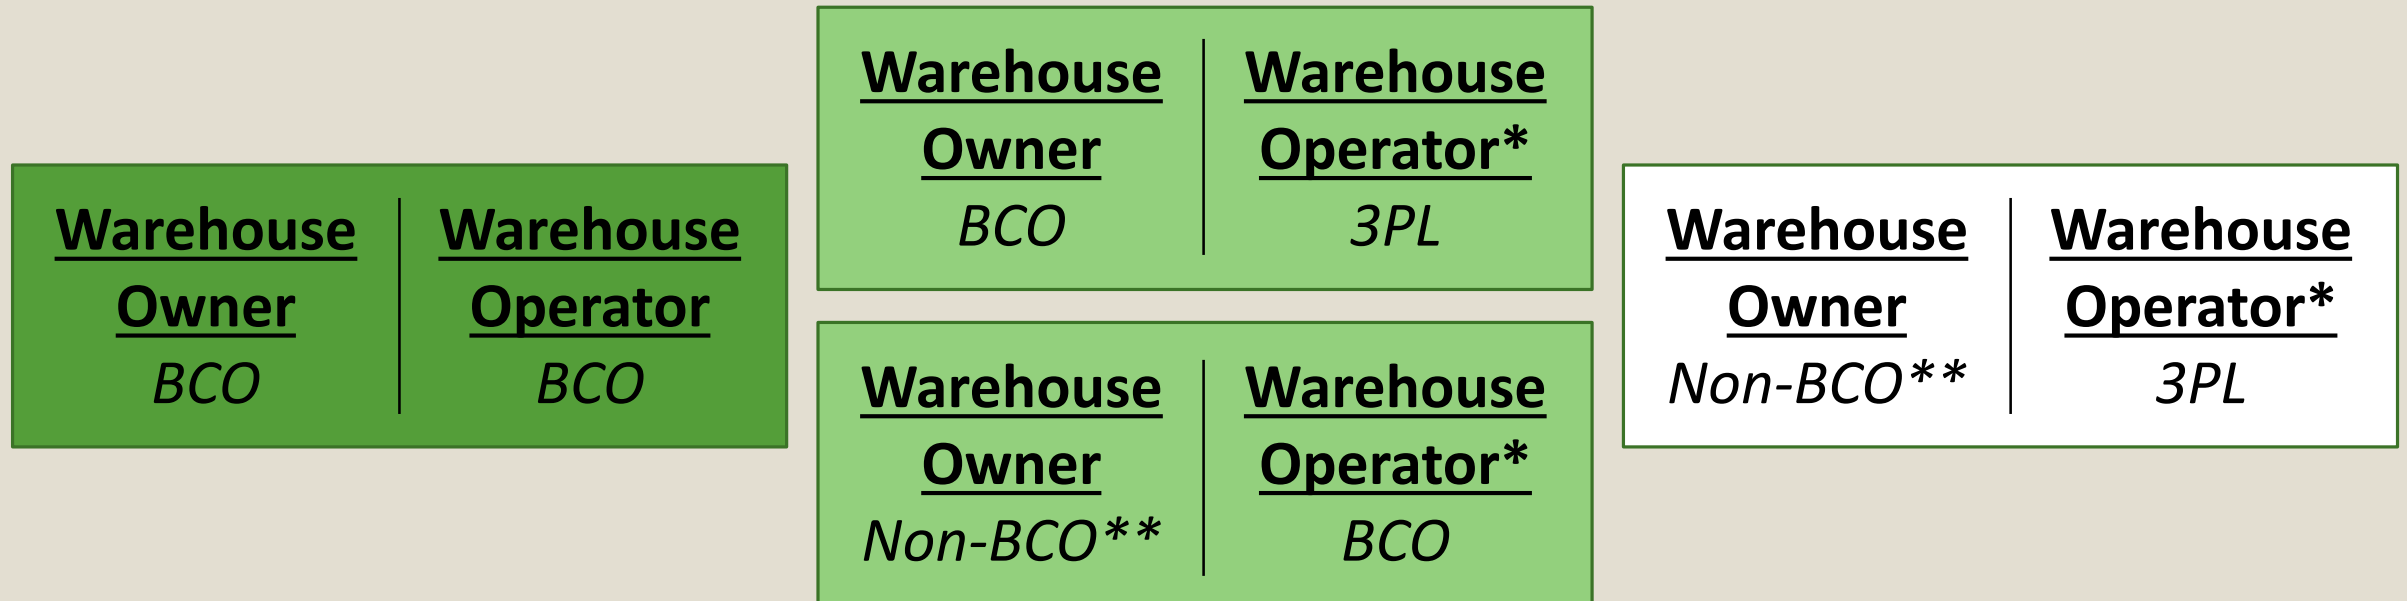 Warehouse
Owner
BCO
Warehouse
Operator
BCO
Warehouse
Owner
BCO
Warehouse
Operator*
3PL
Warehouse
Owner
Non-BCO**
Warehouse
Operator*
BCO
Warehouse
Owner
Non-BCO**
Warehouse
Operator*
3PL